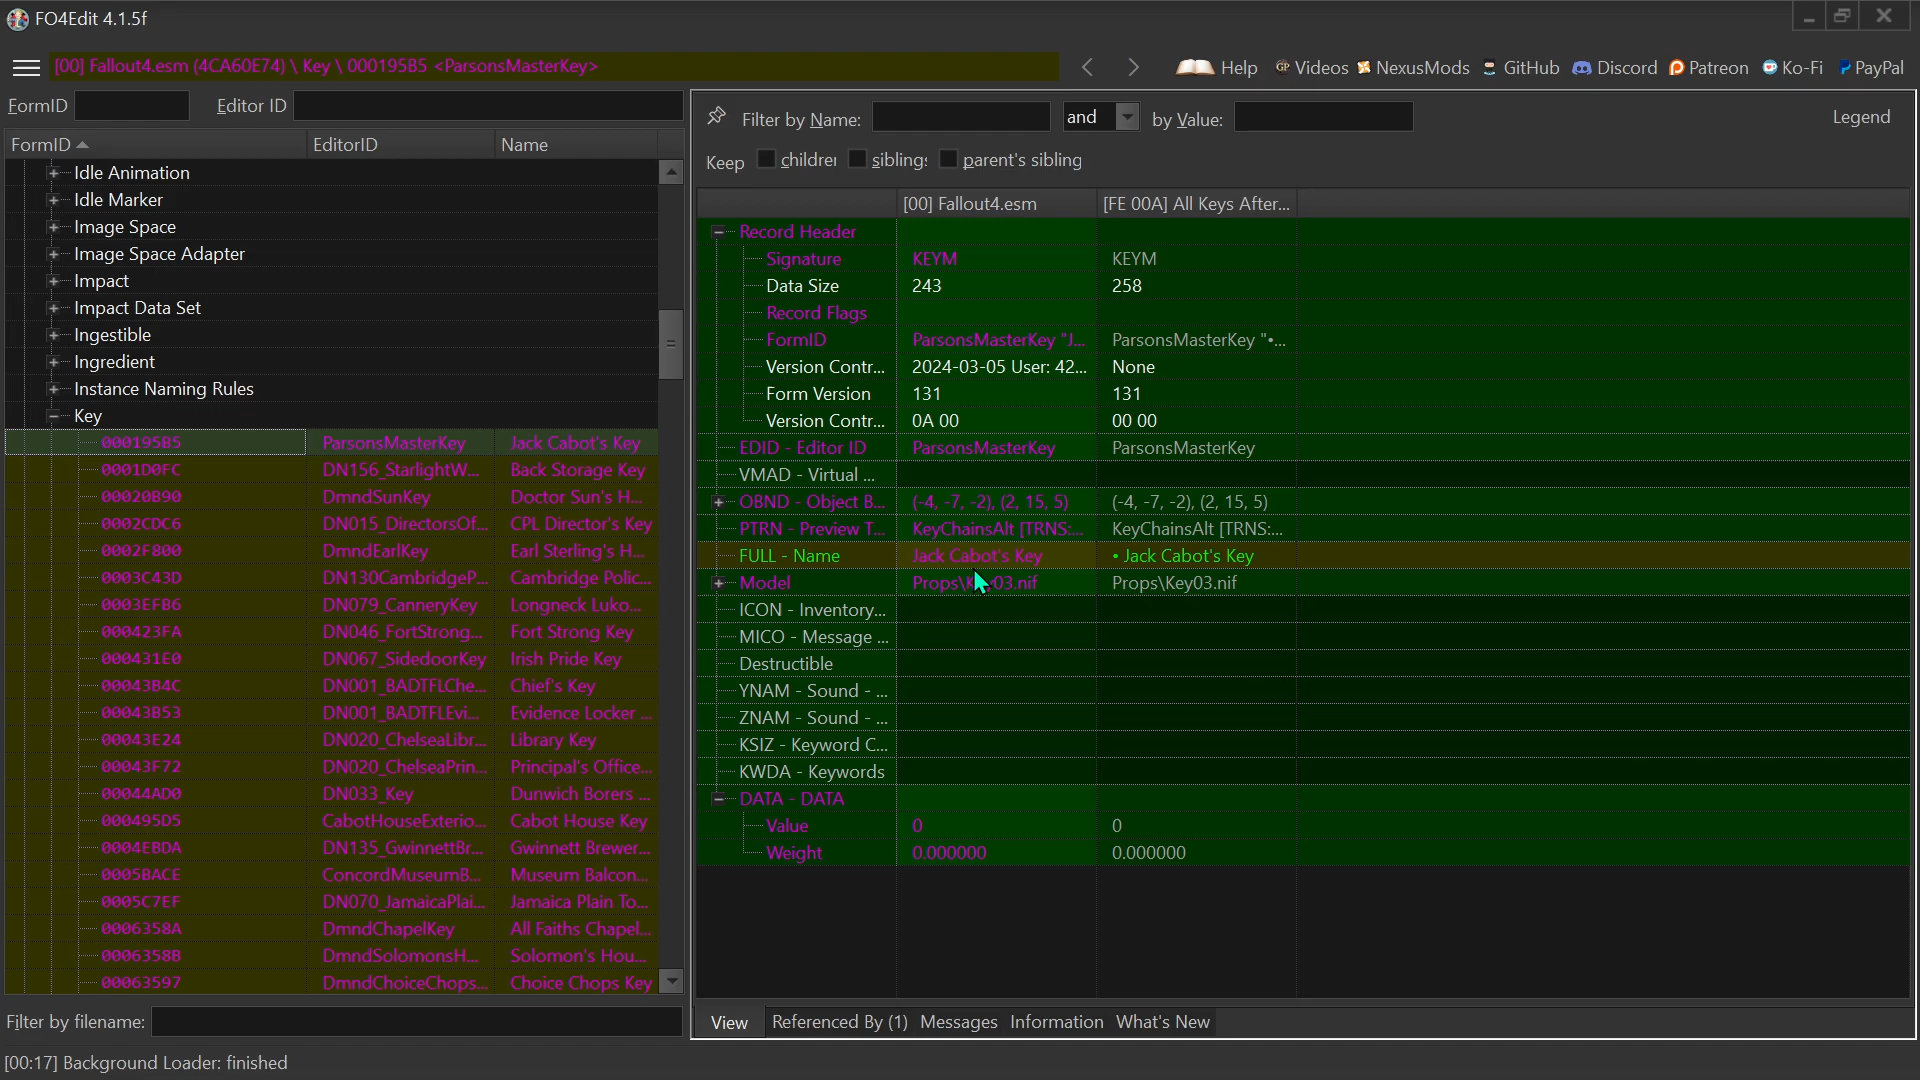 FO4Edit 4.1.5f
[00] Fallout4.esm (4CA60E74) \ Key \ 000195B5 <ParsonsMasterKey>
Help Videos NexusMods GitHub Discord Patreon Ko-Fi PayPal
FormID Editor ID
FormID EditorID Name
Idle Animation
Idle Marker
Image Space
Image Space Adapter
Impact
Impact Data Set
Ingestible
Ingredient
Instance Naming Rules
Key
000195B5 ParsonsMasterKey Jack Cabot's Key
0001D0FC DN156_StarlightW... Back Storage Key
00020B90 DmndSunKey Doctor Sun's H...
0002CDC6 DN015_DirectorsOf... CPL Director's Key
0002F800 DmndEarlKey Earl Sterling's H...
0003C43D DN130CambridgeP... Cambridge Polic...
0003EFB6 DN079_CanneryKey Longneck Luko...
000423FA DN046_FortStrong... Fort Strong Key
000431E0 DN067_SidedoorKey Irish Pride Key
00043B4C DN001_BADTFLChe... Chief's Key
00043B53 DN001_BADTFLEvi... Evidence Locker ...
00043E24 DN020_ChelseaLibr... Library Key
00043F72 DN020_ChelseaPrin... Principal's Office...
00044AD0 DN033_Key Dunwich Borers ...
000495D5 CabotHouseExterio... Cabot House Key
0004EBDA DN135_GwinnettBr... Gwinnett Brewer...
0005BACE ConcordMuseumB... Museum Balcon...
0005C7EF DN070_JamaicaPlai... Jamaica Plain To...
0006358A DmndChapelKey All Faiths Chapel...
0006358B DmndSolomonsH... Solomon's Hou...
00063597 DmndChoiceChops... Choice Chops Key
Filter by filename:
[00:17] Background Loader: finished
Filter by Name: and by Value: Legend
Keep childrer sibling: parent's sibling
[00] Fallout4.esm [FE 00A] All Keys After...
Record Header
Signature KEYM KEYM
Data Size 243 258
Record Flags
FormID ParsonsMasterKey "J... ParsonsMasterKey "•...
Version Contr... 2024-03-05 User: 42... None
Form Version 131 131
Version Contr... 0A 00 00 00
EDID - Editor ID ParsonsMasterKey ParsonsMasterKey
VMAD - Virtual ...
OBND - Object B... (-4, -7, -2), (2, 15, 5) (-4, -7, -2), (2, 15, 5)
PTRN - Preview T... KeyChainsAlt [TRNS:... KeyChainsAlt [TRNS:...
FULL - Name Jack Cabot's Key • Jack Cabot's Key
Model Props\Key03.nif Props\Key03.nif
ICON - Inventory...
MICO - Message ...
Destructible
YNAM - Sound - ...
ZNAM - Sound - ...
KSIZ - Keyword C...
KWDA - Keywords
DATA - DATA
Value 0 0
Weight 0.000000 0.000000
View Referenced By (1) Messages Information What's New